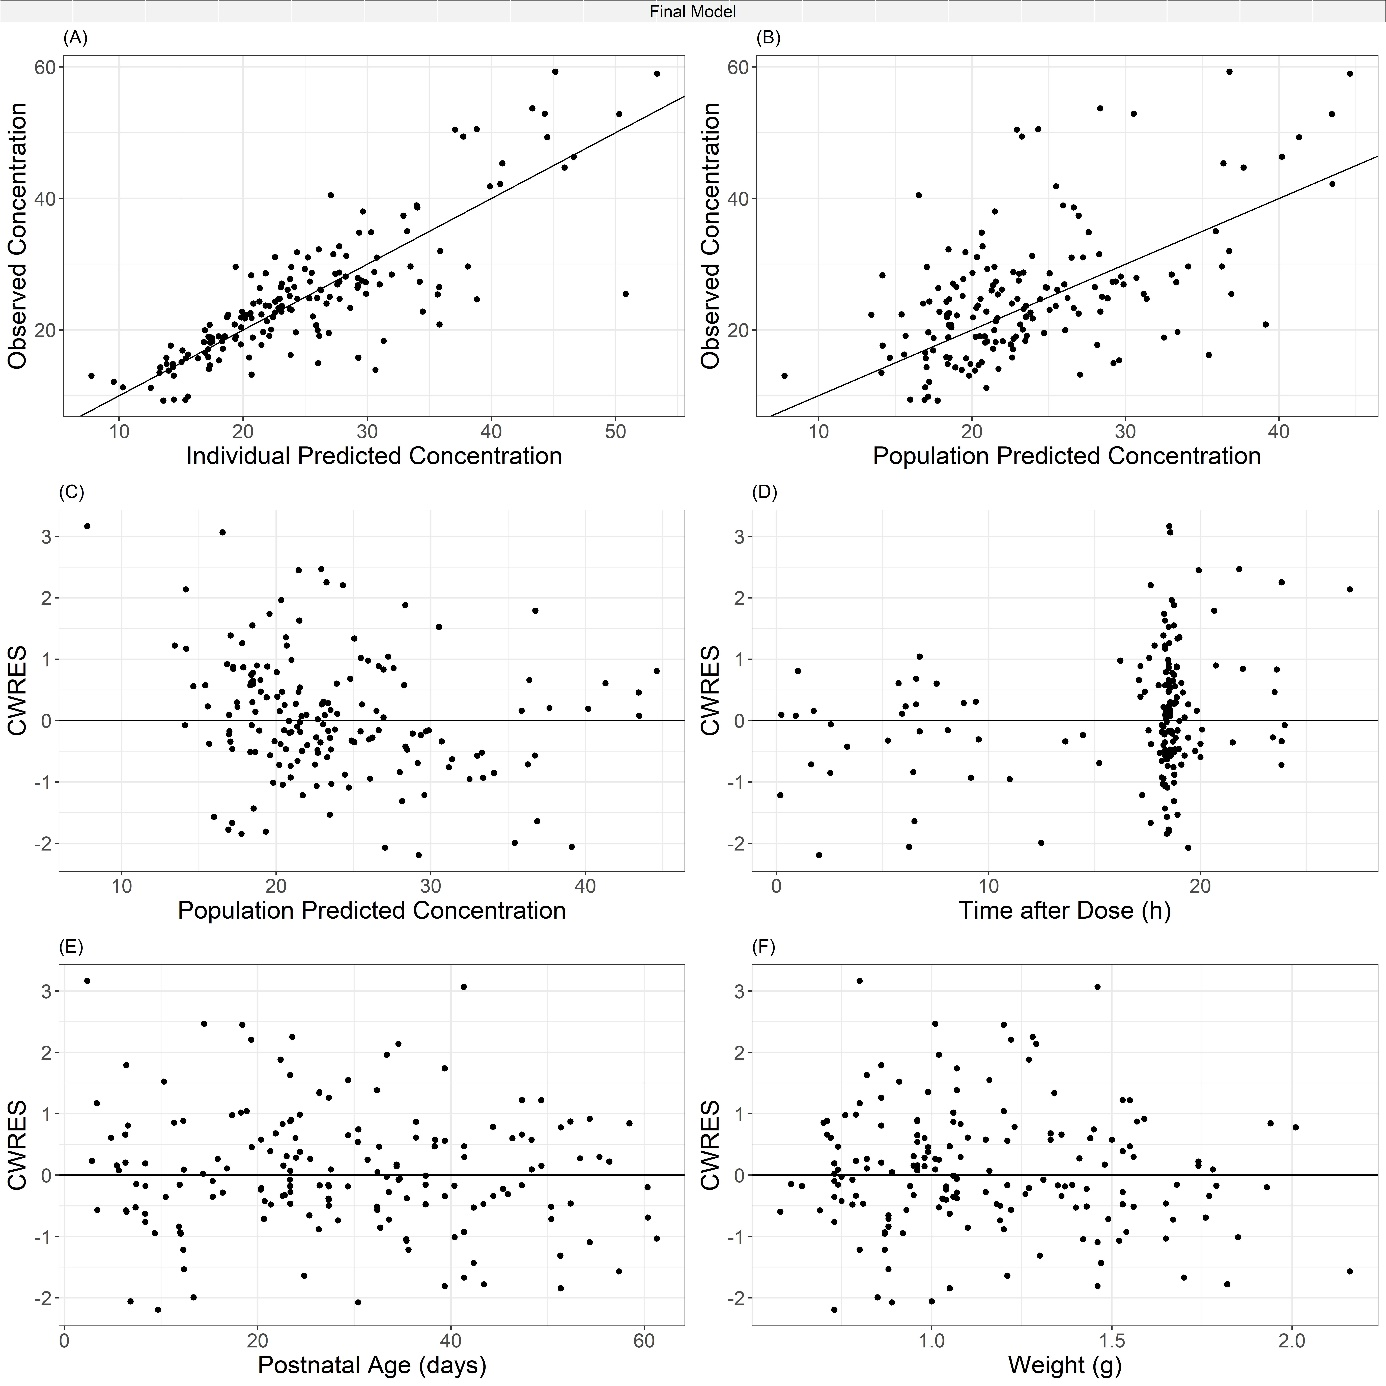 Final Model
(A)
(B)
60
40
20
10
20
30
40
50
Observed Concentration
Individual Predicted Concentration
60
40
20
10
20
30
40
Observed Concentration
Population Predicted Concentration
(C)
(D)
3
2
1
0
-1
-2
10
20
30
40
CWRES
Population Predicted Concentration
3
2
1
0
-1
-2
0
10
20
CWRES
Time after Dose (h)
(E)
(F)
3
2
1
0
-1
-2
0
20
40
60
CWRES
Postnatal Age (days)
3
2
1
0
-1
-2
1.0
1.5
2.0
CWRES
Weight (g)